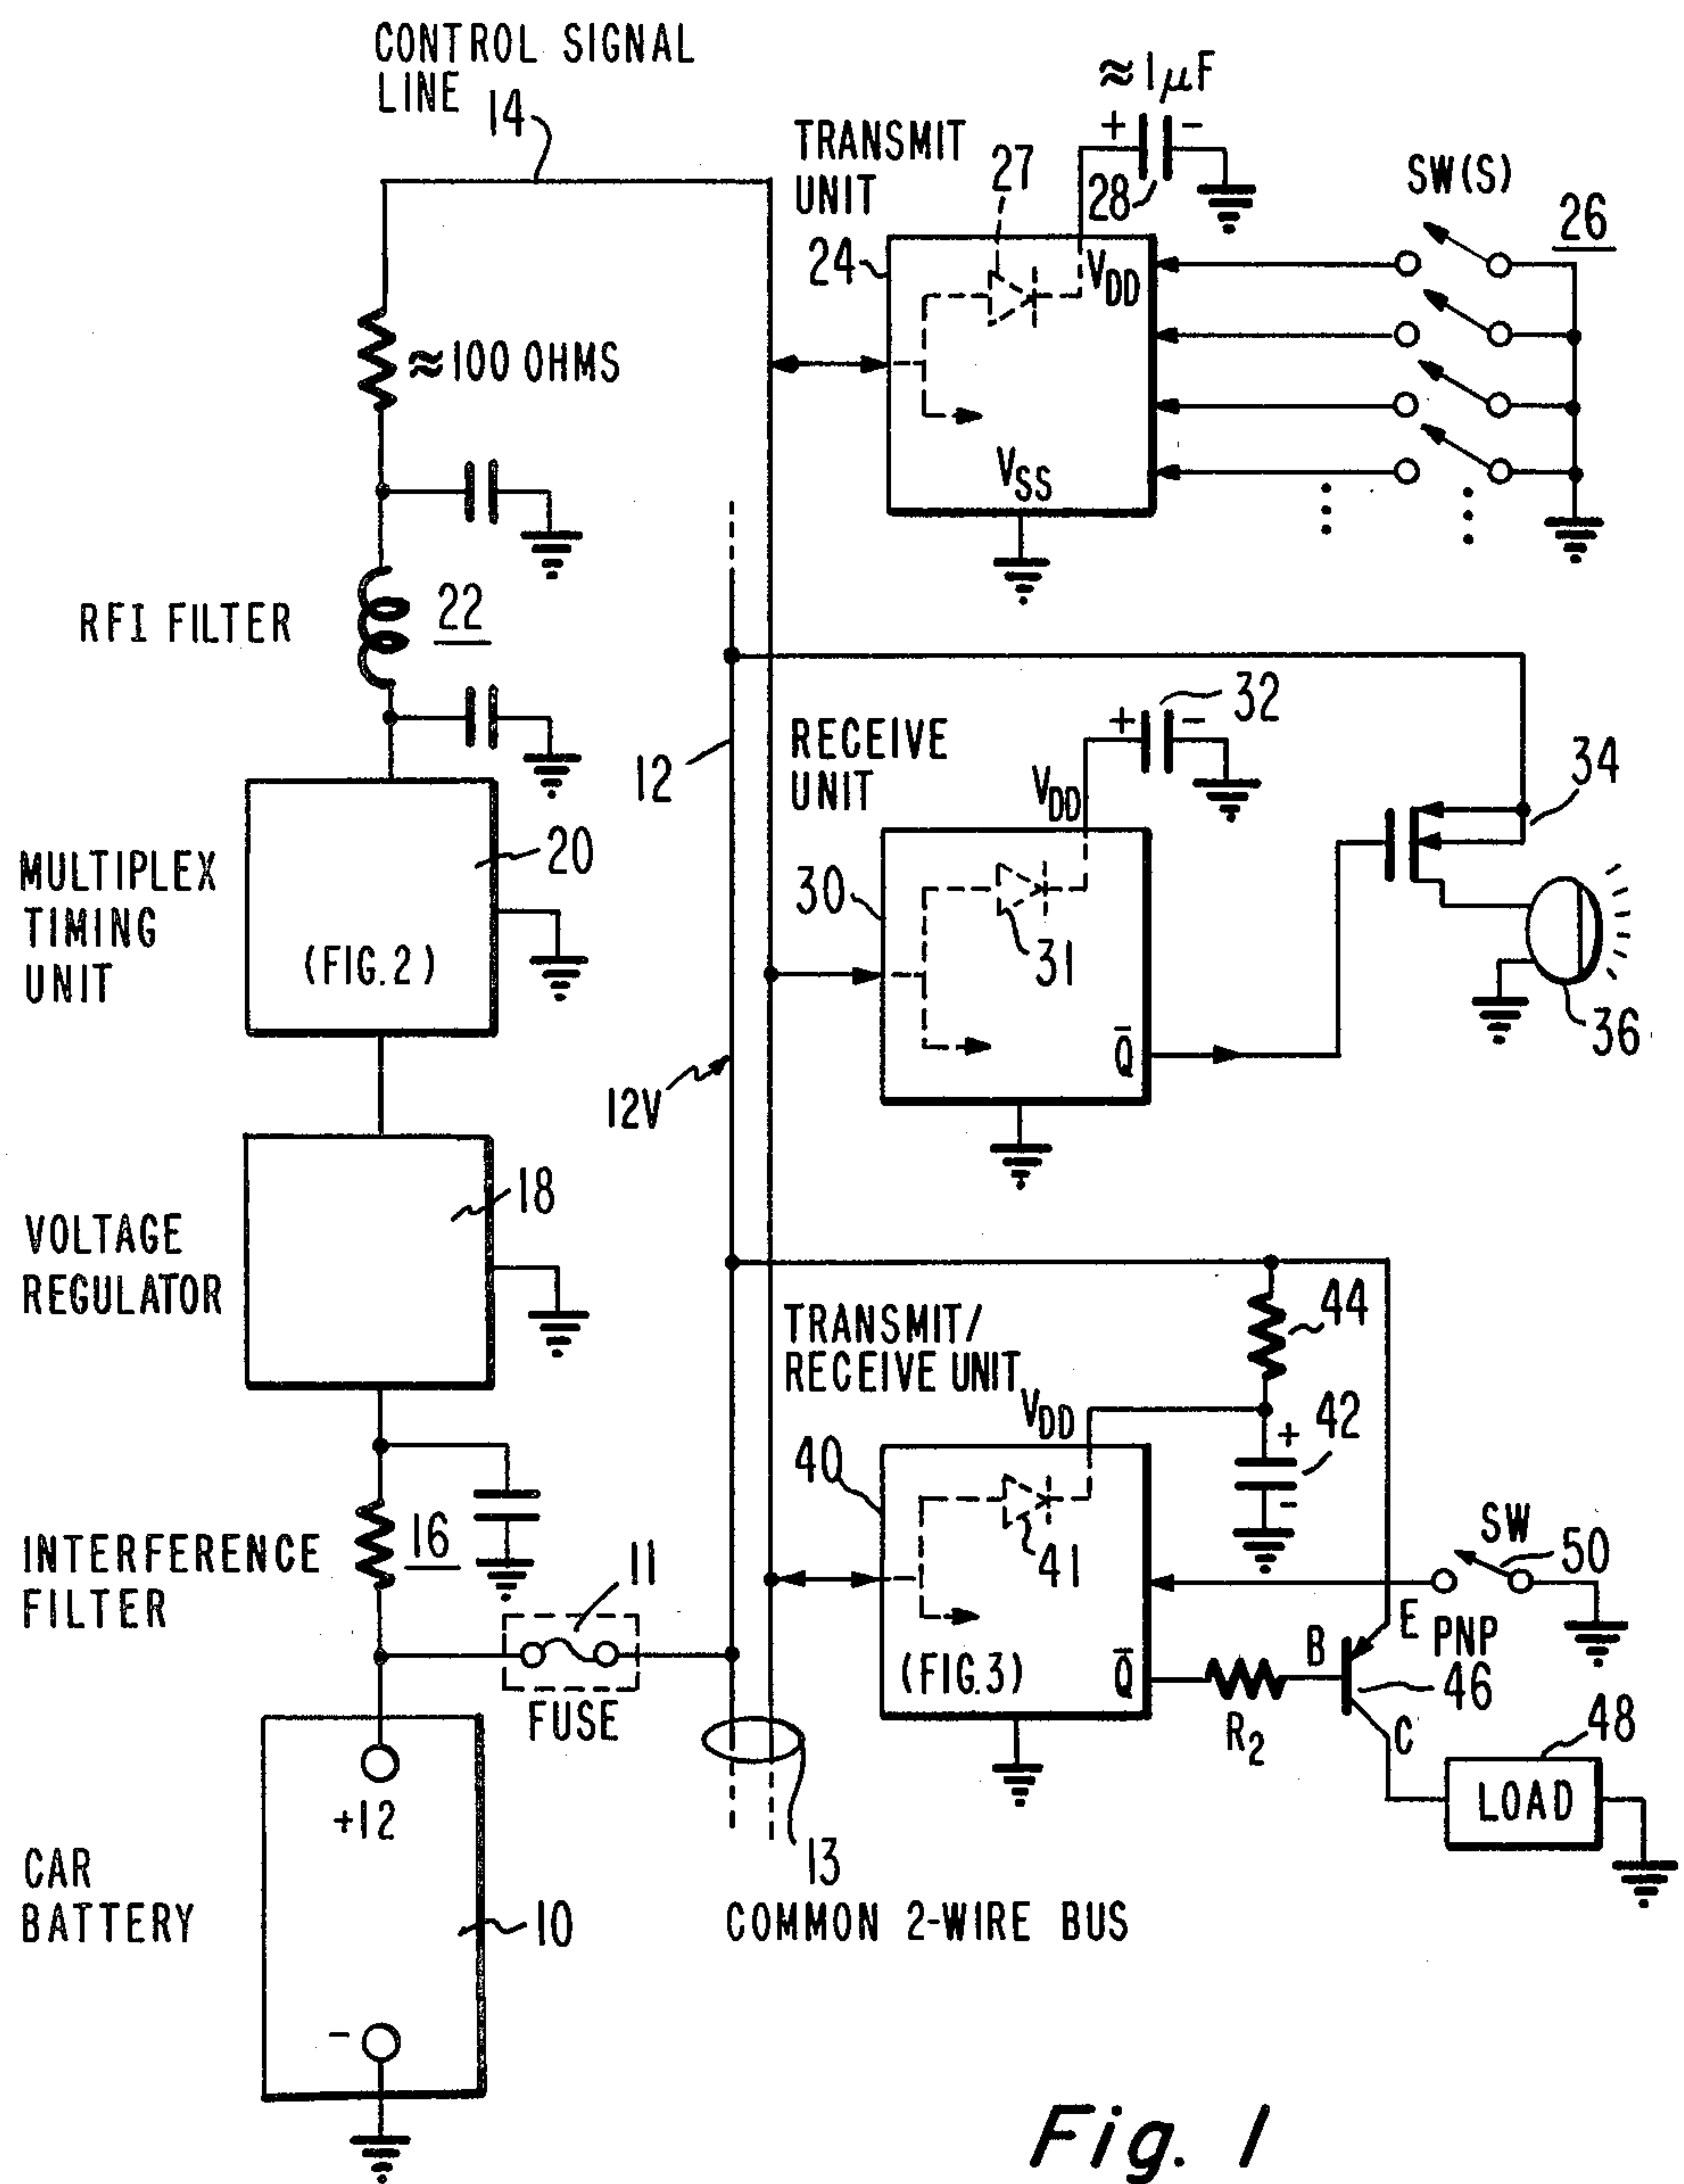 CONTROL SIGNAL
LINE 14
≈1μF
+ -
TRANSMIT
UNIT
27
28
SW(S)
26
24
VDD
≈100 OHMS
VSS
RFI FILTER
22
12
RECEIVE
UNIT
+ -
32
VDD
34
MULTIPLEX
TIMING
UNIT
20
(FIG.2)
30
31
Q̅
36
12V
VOLTAGE
REGULATOR
18
TRANSMIT/
RECEIVE UNIT
44
VDD
42
+
-
40
41
INTERFERENCE
FILTER
16
11
FUSE
SW
50
E
PNP
46
B
C
(FIG.3)
Q̅
R2
48
LOAD
+12
CAR
BATTERY
10
-
13
COMMON 2-WIRE BUS
Fig. 1